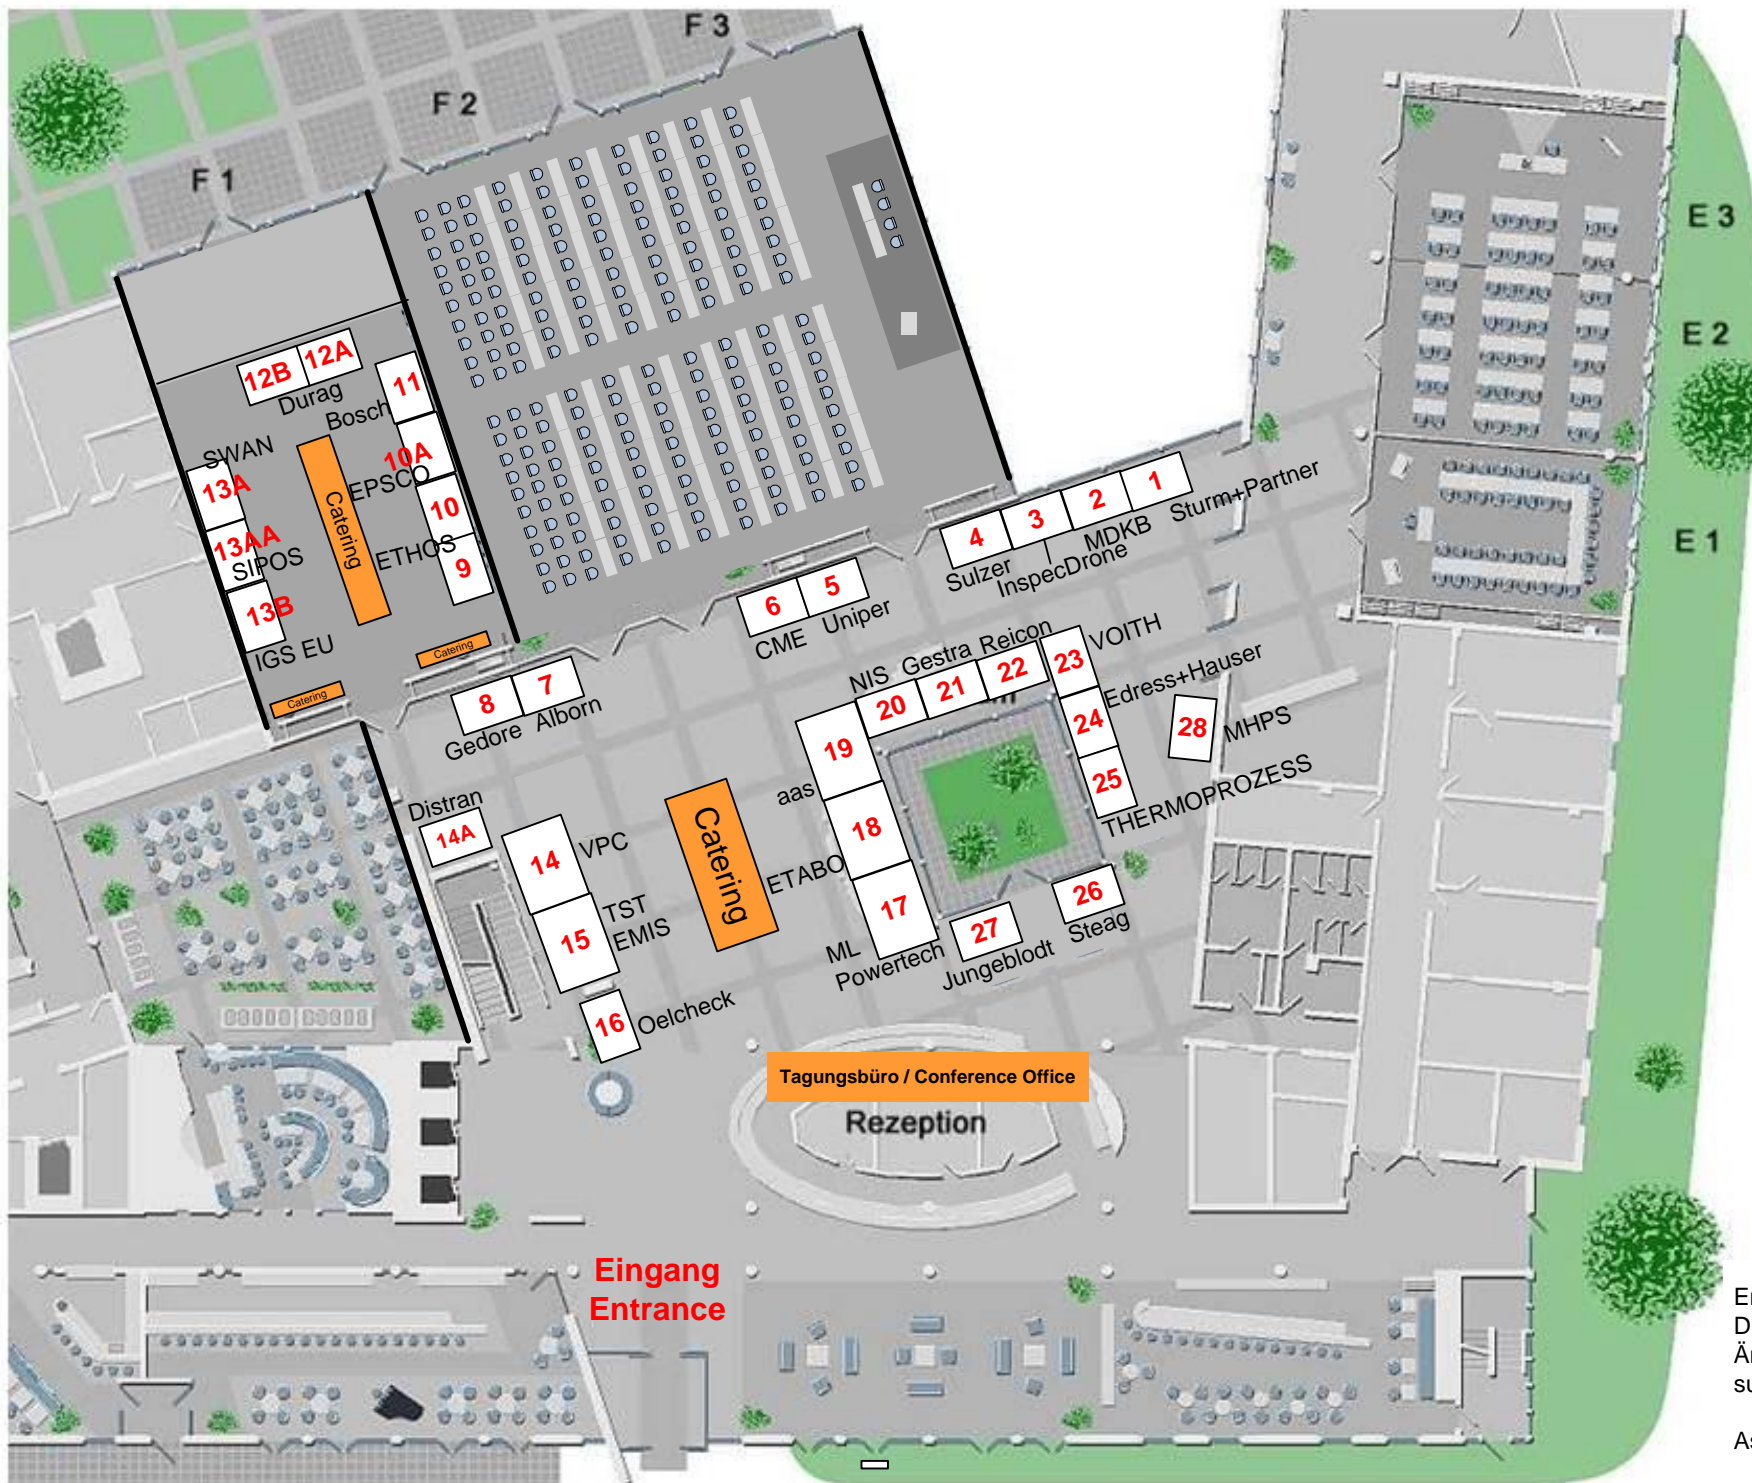 F 3
F 2
F 1
E 3
E 2
E 1
12B
12A
Durag
11
Bosch
10A
EPSCO
10
ETHOS
9
SWAN
13A
13AA
SIPOS
13B
IGS EU
Catering
Catering
Catering
1
Sturm+Partner
2
MDKB
3
InspecDrone
4
Sulzer
5
Uniper
6
CME
7
Alborn
8
Gedore
NIS
20
Gestra
21
Reicon
22
23
VOITH
24
Edress+Hauser
25
THERMOPROZESS
28
MHPS
19
aas
18
ETABO
17
ML
Powertech
27
Jungeblodt
26
Steag
Catering
Distran
14A
14
VPC
15
TST
EMIS
16
Oelcheck
Tagungsbüro / Conference Office
Rezeption
Eingang
Entrance